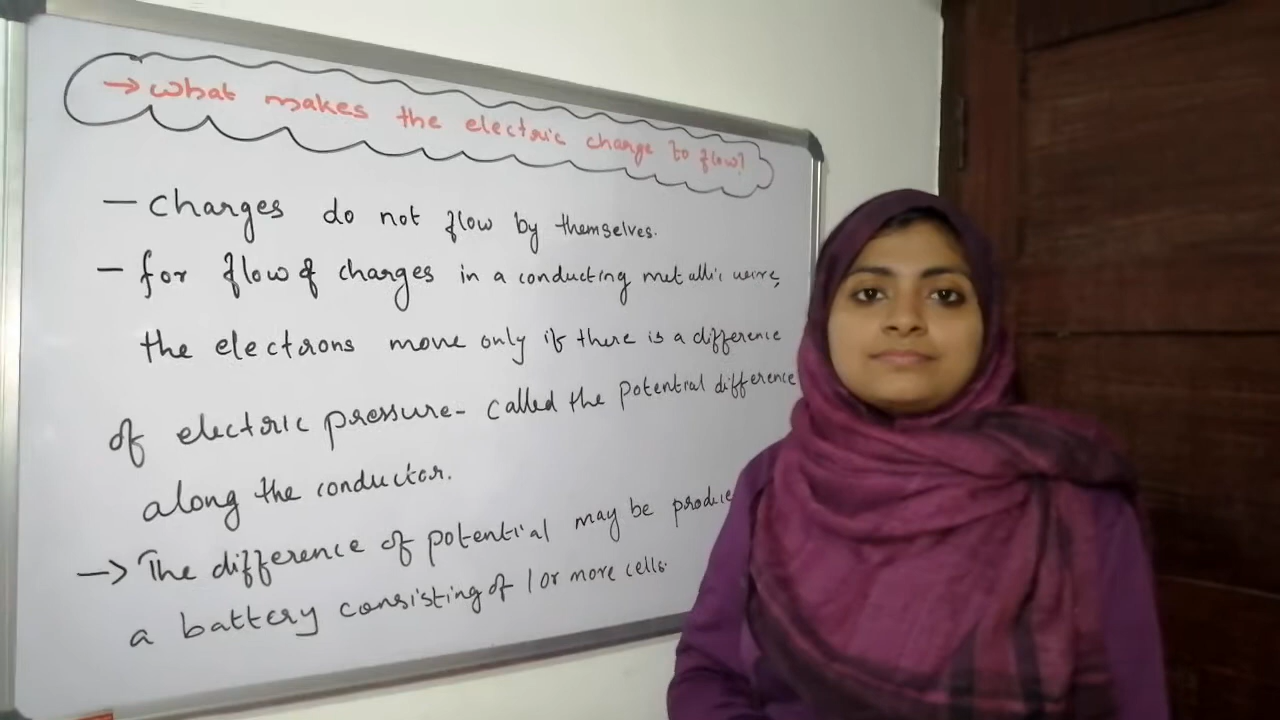 → What makes the electric charge to flow?
— Charges do not flow by themselves.
— for flow of charges in a conducting metallic wire,
the electrons move only if there is a difference
of electric pressure - called the potential difference
along the conductor.
→ The difference of potential may be
a battery consisting of 1 or more cells.